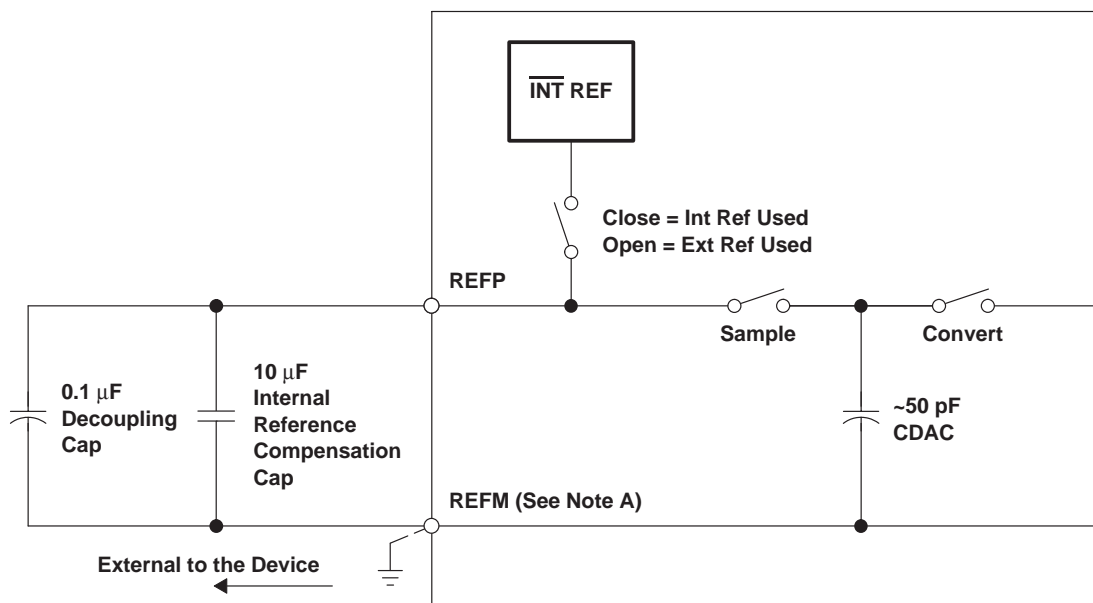 INT REF
Close = Int Ref Used
Open = Ext Ref Used
REFP
Sample
Convert
0.1 μF
Decoupling
Cap
10 μF
Internal
Reference
Compensation
Cap
~50 pF
CDAC
REFM (See Note A)
External to the Device